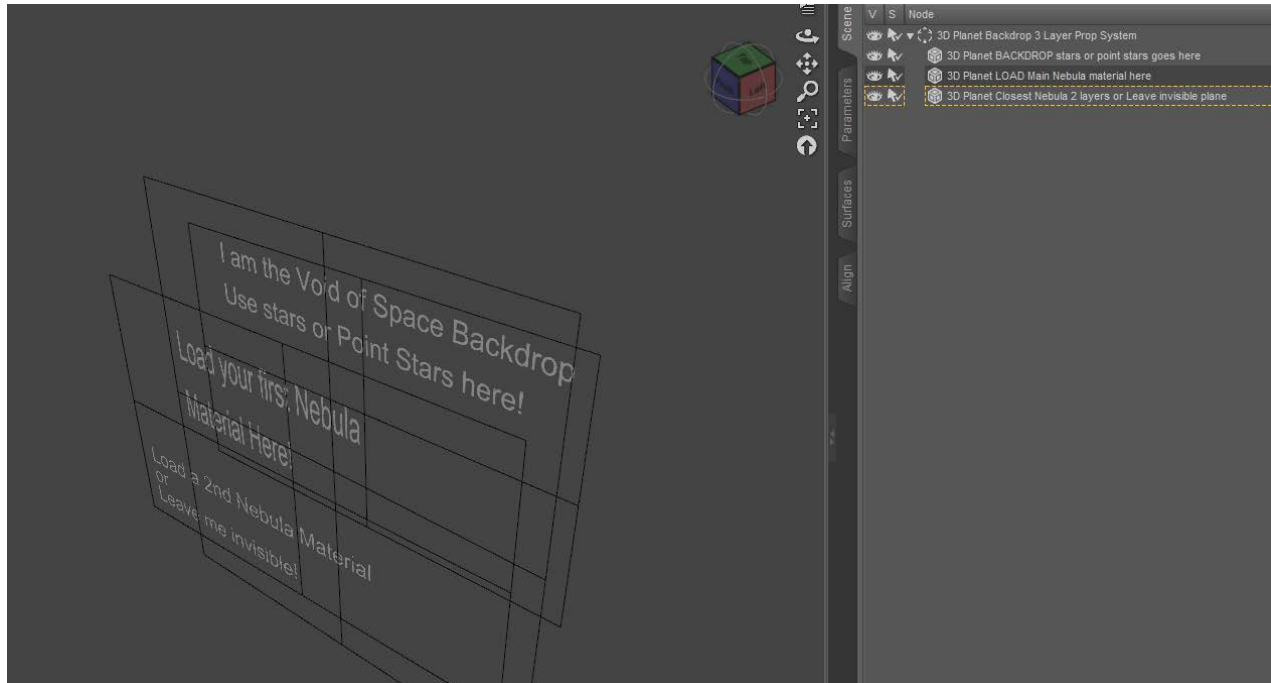 I am the Void of Space Backdrop
Use stars or Point Stars here!
Load your first Nebula
Material Here!
Load a 2nd Nebula Material
or
Leave me invisible!
Left
Scene
Parameters
Surfaces
Align
V S Node
3D Planet Backdrop 3 Layer Prop System
3D Planet BACKDROP stars or point stars goes here
3D Planet LOAD Main Nebula material here
3D Planet Closest Nebula 2 layers or Leave invisible plane